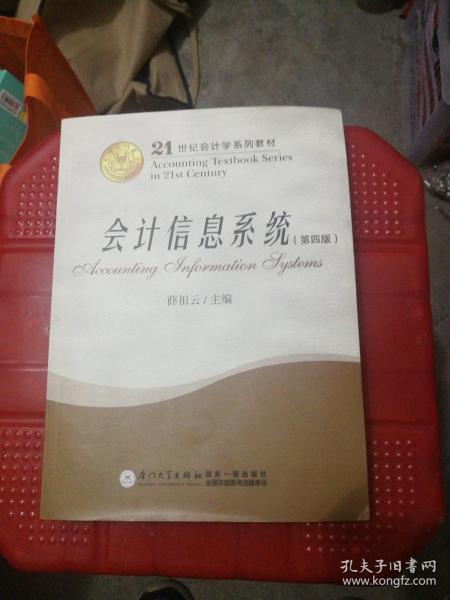 21世纪会计学系列教材
Accounting Textbook Series
in 21st Century
会计信息系统(第四版)
Accounting Information Systems
薛祖云/主编
厦门大学出版社
国家一级出版社
全国百佳图书出版单位
孔夫子旧书网
www.kongfz.com